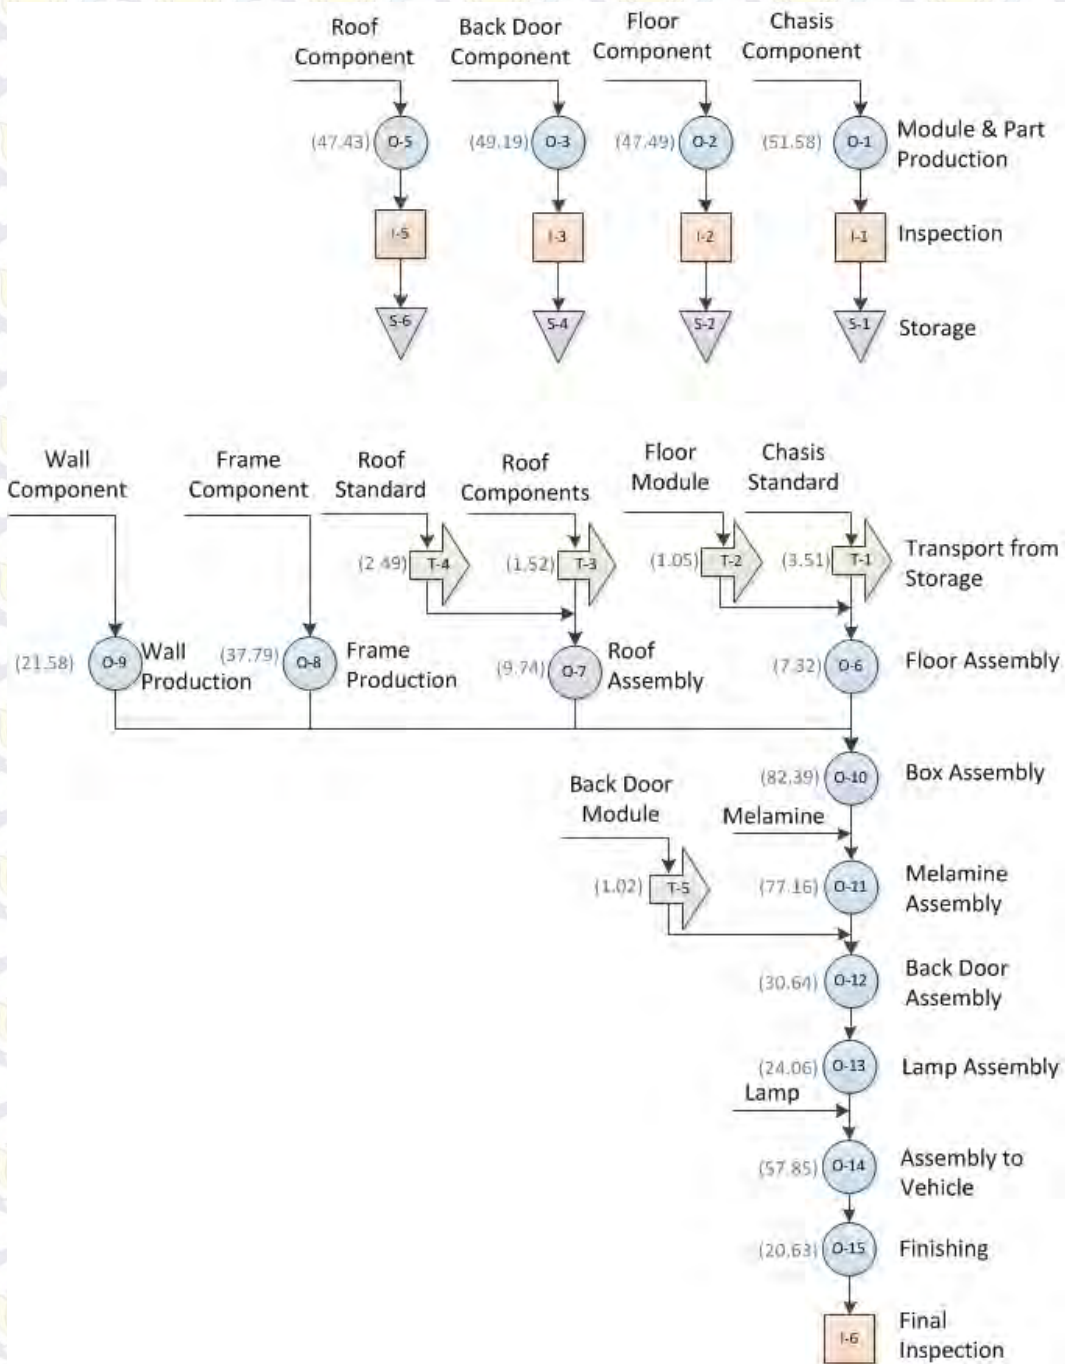 Roof
Component
Back Door
Component
Floor
Component
Chasis
Component
(47.43)
O-5
(49.19)
O-3
(47.49)
O-2
(51.58)
O-1
Module & Part
Production
I-5
I-3
I-2
I-1
Inspection
S-6
S-4
S-2
S-1
Storage
Wall
Component
Frame
Component
Roof
Standard
Roof
Components
Floor
Module
Chasis
Standard
(2.49)
T-4
(1.52)
T-3
(1.05)
T-2
(3.51)
T-1
Transport from
Storage
(21.58)
O-9
Wall
Production
(37.79)
O-8
Frame
Production
(9.74)
O-7
Roof
Assembly
(7.32)
O-6
Floor Assembly
(82.39)
O-10
Box Assembly
Back Door
Module
Melamine
(1.02)
T-5
(77.16)
O-11
Melamine
Assembly
(30.64)
O-12
Back Door
Assembly
(24.06)
O-13
Lamp Assembly
Lamp
(57.85)
O-14
Assembly to
Vehicle
(20.63)
O-15
Finishing
I-6
Final
Inspection